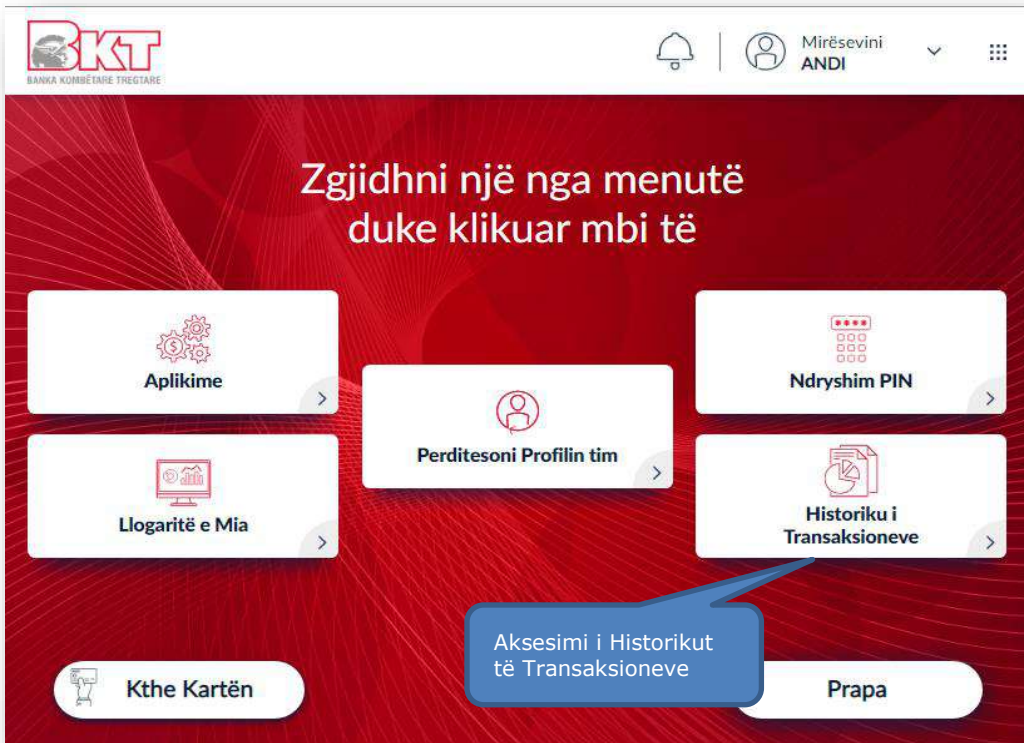 BKT
BANKA KOMBËTARE TREGTARE
Mirësevini
ANDI
Zgjidhni një nga menutë
duke klikuar mbi të
Aplikime
Ndryshim PIN
Perditesoni Profilin tim
Llogaritë e Mia
Historiku i
Transaksioneve
Aksesimi i Historikut
të Transaksioneve
Kthe Kartën
Prapa